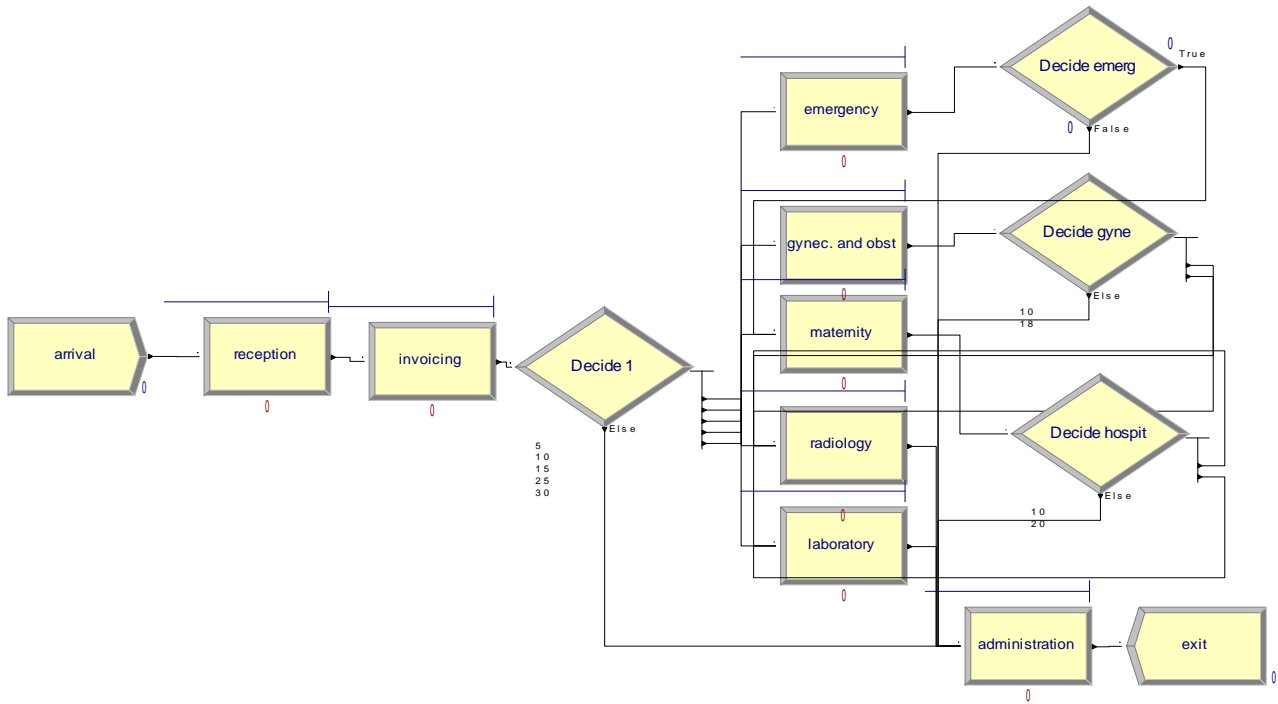 Decide emerg
0
True
0
False
emergency
0
gynec. and obst
0
Decide gyne
Else
10
18
arrival
0
reception
0
invoicing
0
Decide 1
Else
5
10
15
25
30
maternity
0
radiology
0
Decide hospit
Else
10
20
laboratory
0
administration
0
exit
0